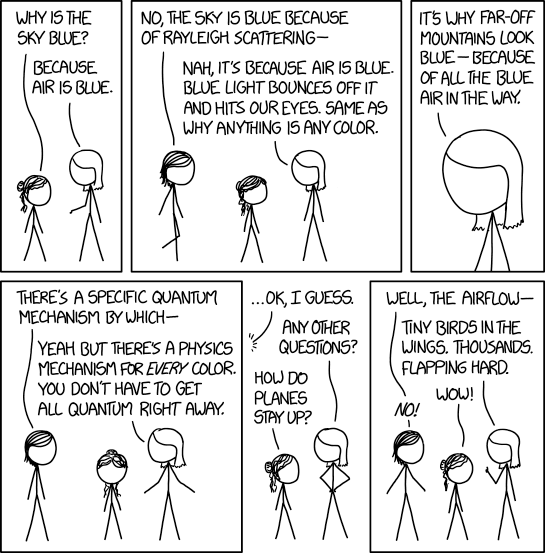 WHY IS THE
SKY BLUE?
BECAUSE
AIR IS BLUE.
NO, THE SKY IS BLUE BECAUSE
OF RAYLEIGH SCATTERING—
NAH, IT'S BECAUSE AIR IS BLUE.
BLUE LIGHT BOUNCES OFF IT
AND HITS OUR EYES. SAME AS
WHY ANYTHING IS ANY COLOR.
IT'S WHY FAR-OFF
MOUNTAINS LOOK
BLUE—BECAUSE
OF ALL THE BLUE
AIR IN THE WAY.
THERE'S A SPECIFIC QUANTUM
MECHANISM BY WHICH—
YEAH BUT THERE'S A PHYSICS
MECHANISM FOR EVERY COLOR.
YOU DON'T HAVE TO GET
ALL QUANTUM RIGHT AWAY.
...OK, I GUESS.
ANY OTHER
QUESTIONS?
HOW DO
PLANES
STAY UP?
WELL, THE AIRFLOW—
TINY BIRDS IN THE
WINGS. THOUSANDS.
FLAPPING HARD.
WOW!
NO!